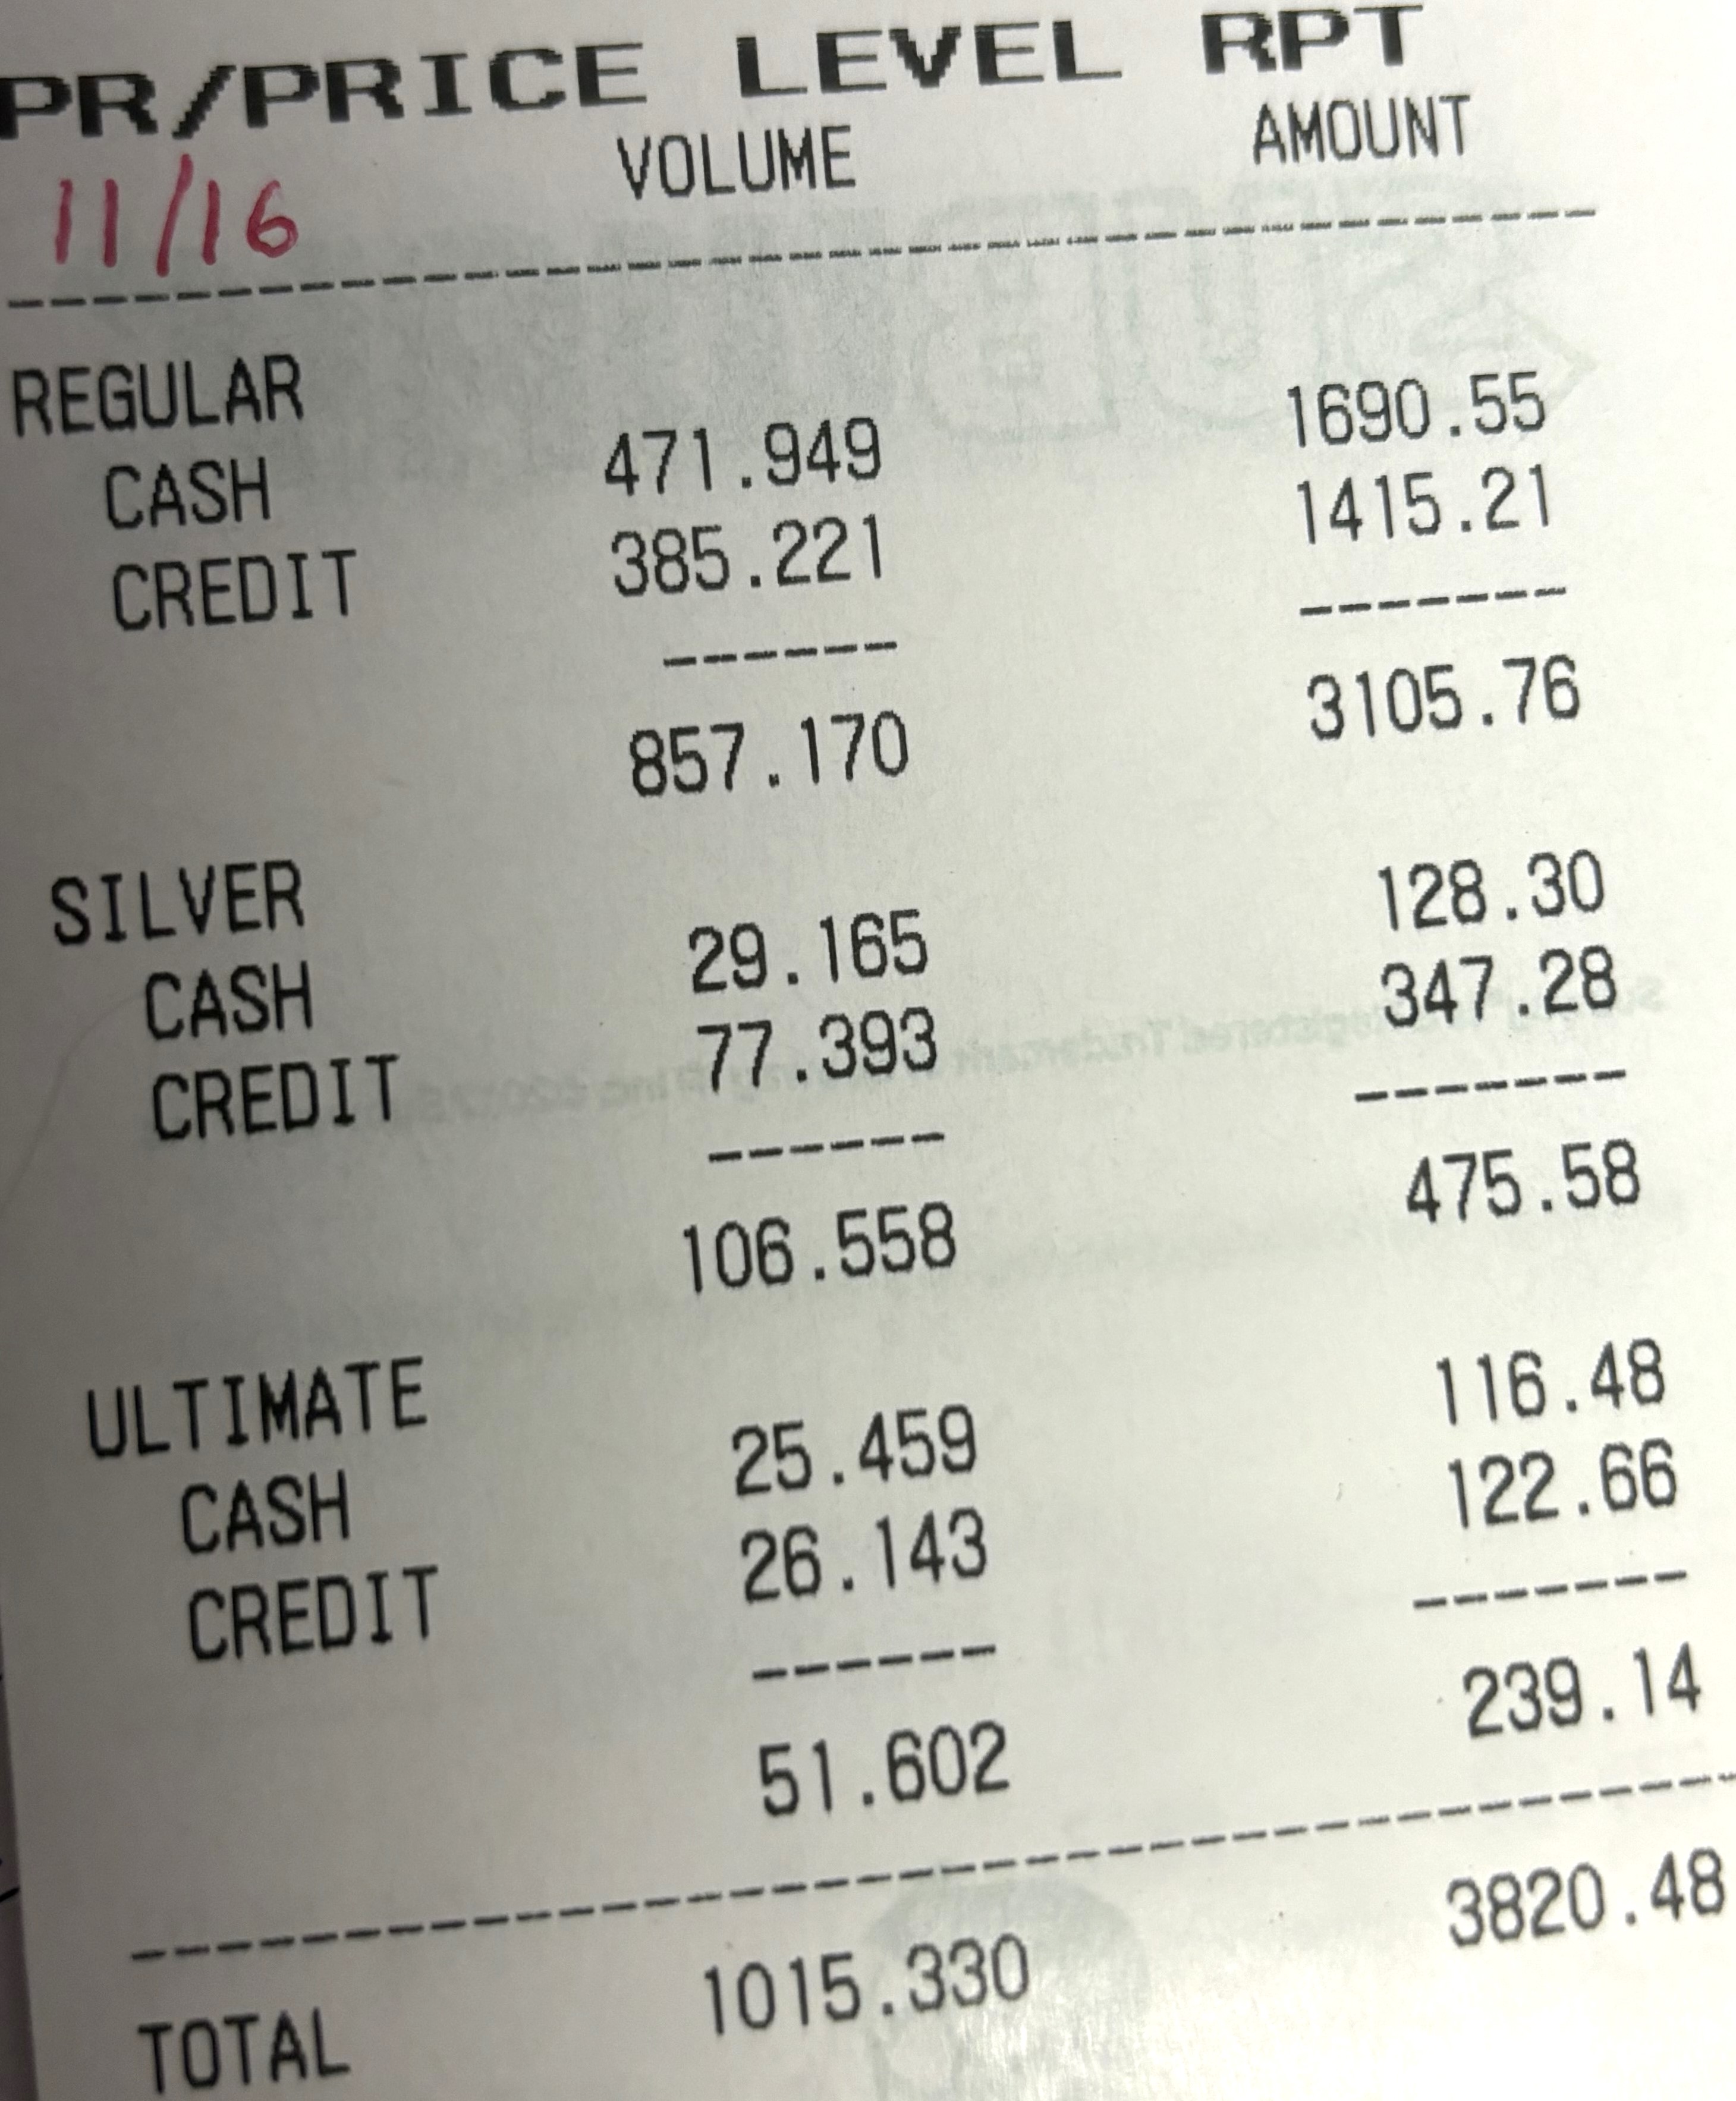 PR/PRICE LEVEL RPT
VOLUME AMOUNT
11/16
REGULAR
CASH 471.949 1690.55
CREDIT 385.221 1415.21
857.170 3105.76
SILVER
CASH 29.165 128.30
CREDIT 77.393 347.28
106.558 475.58
ULTIMATE
CASH 25.459 116.48
CREDIT 26.143 122.66
51.602 239.14
TOTAL 1015.330 3820.48